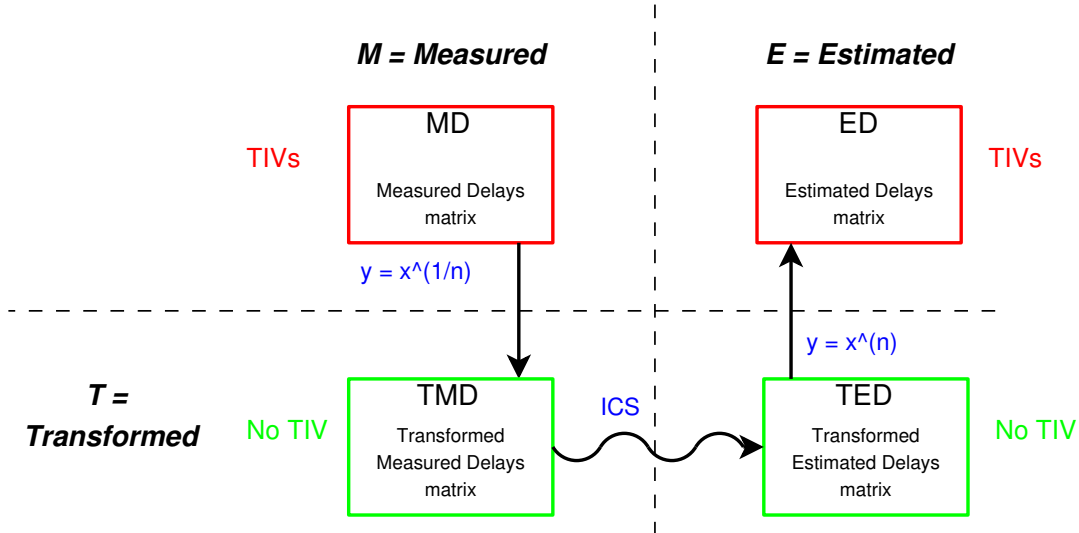 M = Measured
E = Estimated
MD
TIVs
Measured Delays
matrix
ED
TIVs
Estimated Delays
matrix
y = x^(1/n)
y = x^(n)
T =
Transformed
No TIV
TMD
Transformed
Measured Delays
matrix
ICS
TED
Transformed
Estimated Delays
matrix
No TIV